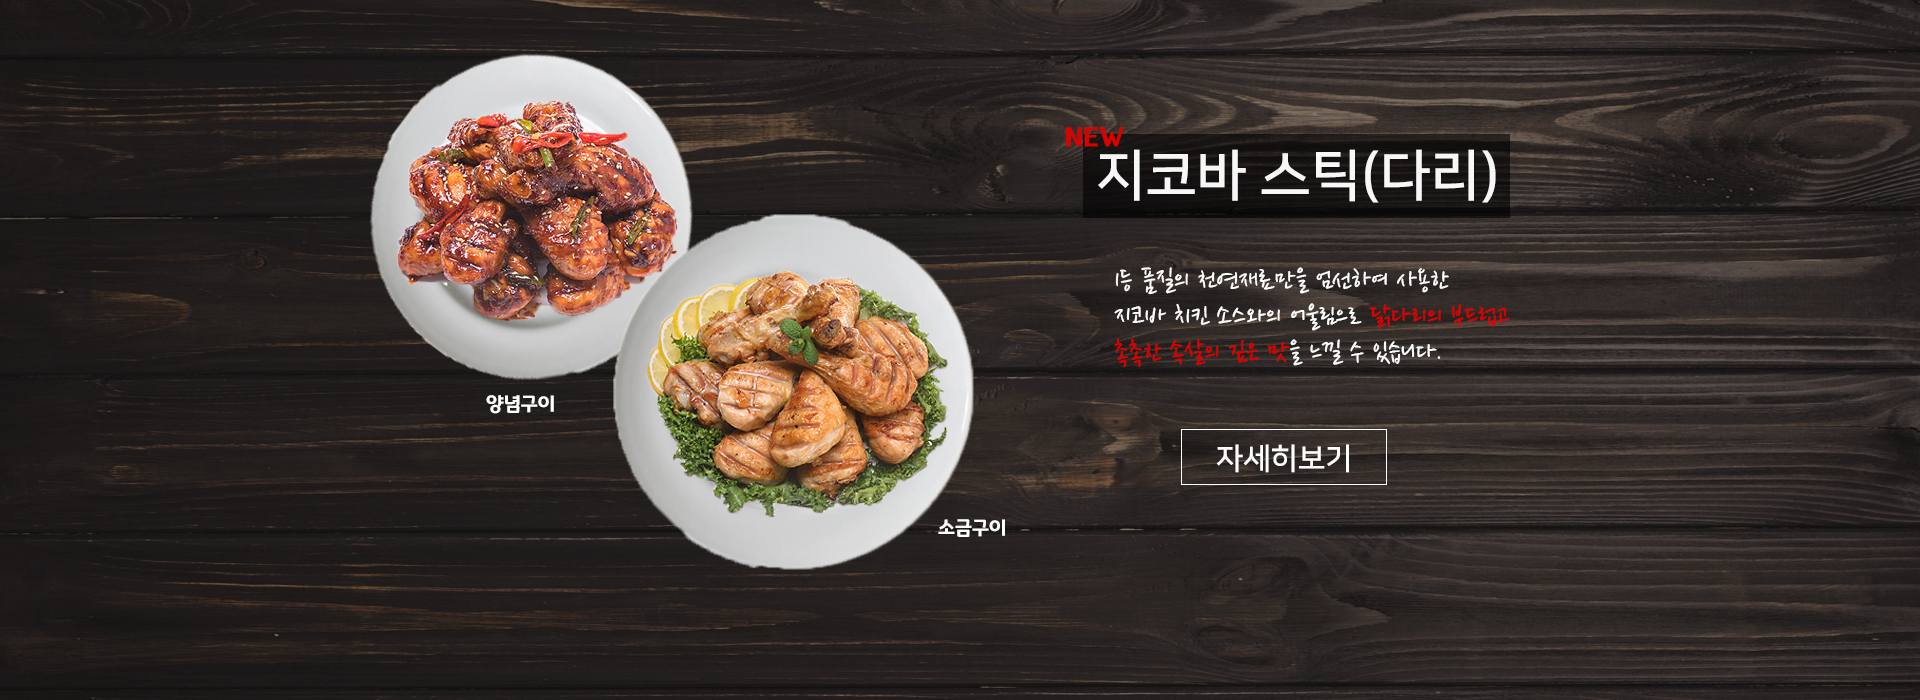 NEW
지코바 스틱(다리)
1등 품질의 천연재료만을 엄선하여 사용한
지코바 치킨 소스와의 어울림으로 닭다리의 부드럽고
촉촉한 속살의 깊은 맛을 느낄 수 있습니다.
자세히보기
양념구이
소금구이